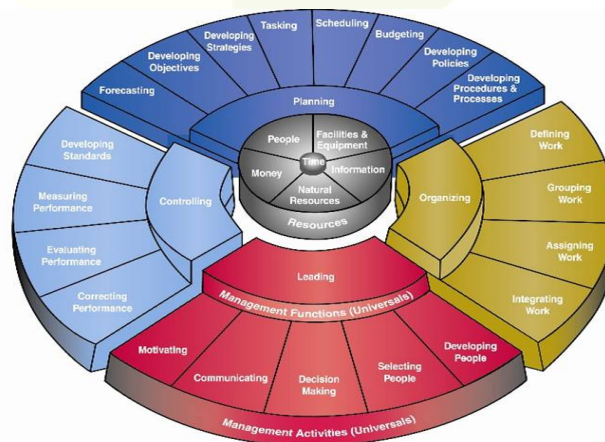 Forecasting
Developing
Objectives
Developing
Strategies
Tasking
Scheduling
Budgeting
Developing
Policies
Developing
Procedures &
Processes
Planning
People
Facilities &
Equipment
Time
Money
Information
Natural
Resources
Resources
Developing
Standards
Measuring
Performance
Evaluating
Performance
Correcting
Performance
Controlling
Organizing
Defining
Work
Grouping
Work
Assigning
Work
Integrating
Work
Leading
Management Functions (Universals)
Motivating
Communicating
Decision
Making
Selecting
People
Developing
People
Management Activities (Universals)